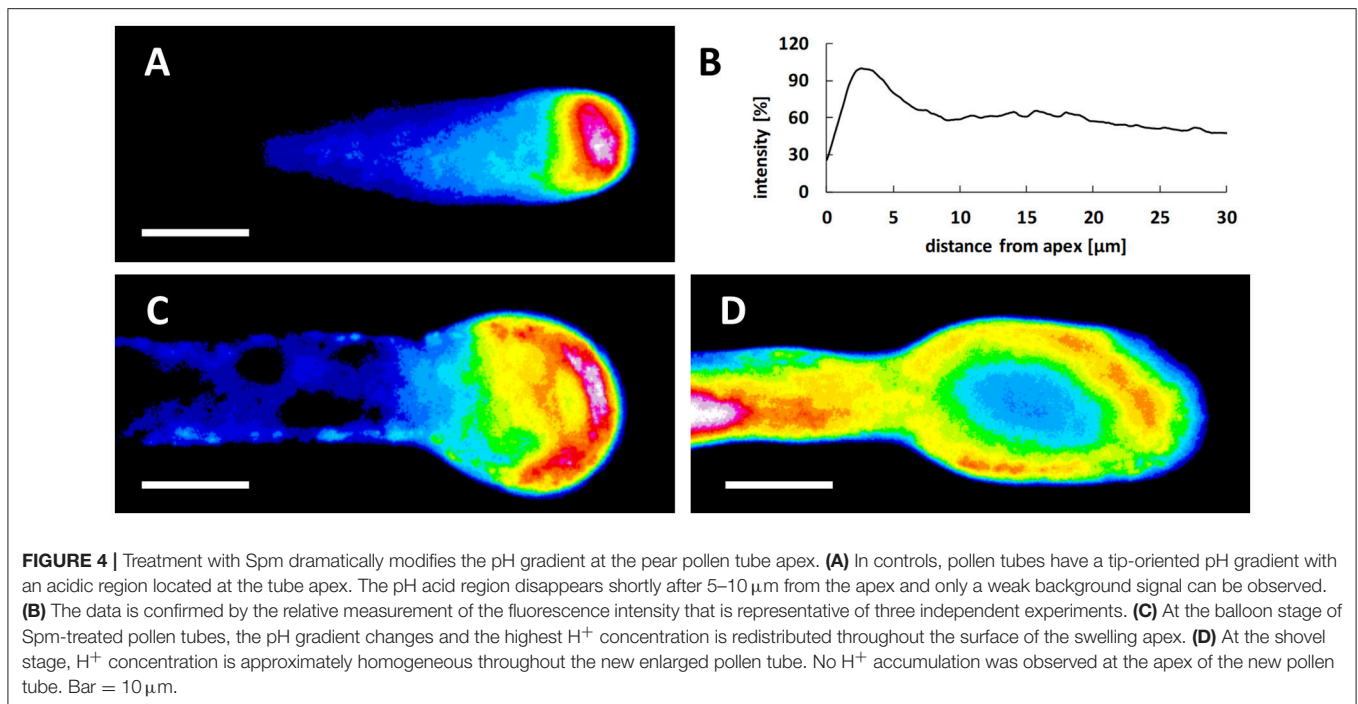 A
B
120
90
60
30
0
intensity [%]
0 5 10 15 20 25 30
distance from apex [µm]
C
D
FIGURE 4 | Treatment with Spm dramatically modifies the pH gradient at the pear pollen tube apex. (A) In controls, pollen tubes have a tip-oriented pH gradient with
an acidic region located at the tube apex. The pH acid region disappears shortly after 5–10 µm from the apex and only a weak background signal can be observed.
(B) The data is confirmed by the relative measurement of the fluorescence intensity that is representative of three independent experiments. (C) At the balloon stage of
Spm-treated pollen tubes, the pH gradient changes and the highest H⁺ concentration is redistributed throughout the surface of the swelling apex. (D) At the shovel
stage, H⁺ concentration is approximately homogeneous throughout the new enlarged pollen tube. No H⁺ accumulation was observed at the apex of the new pollen
tube. Bar = 10 µm.